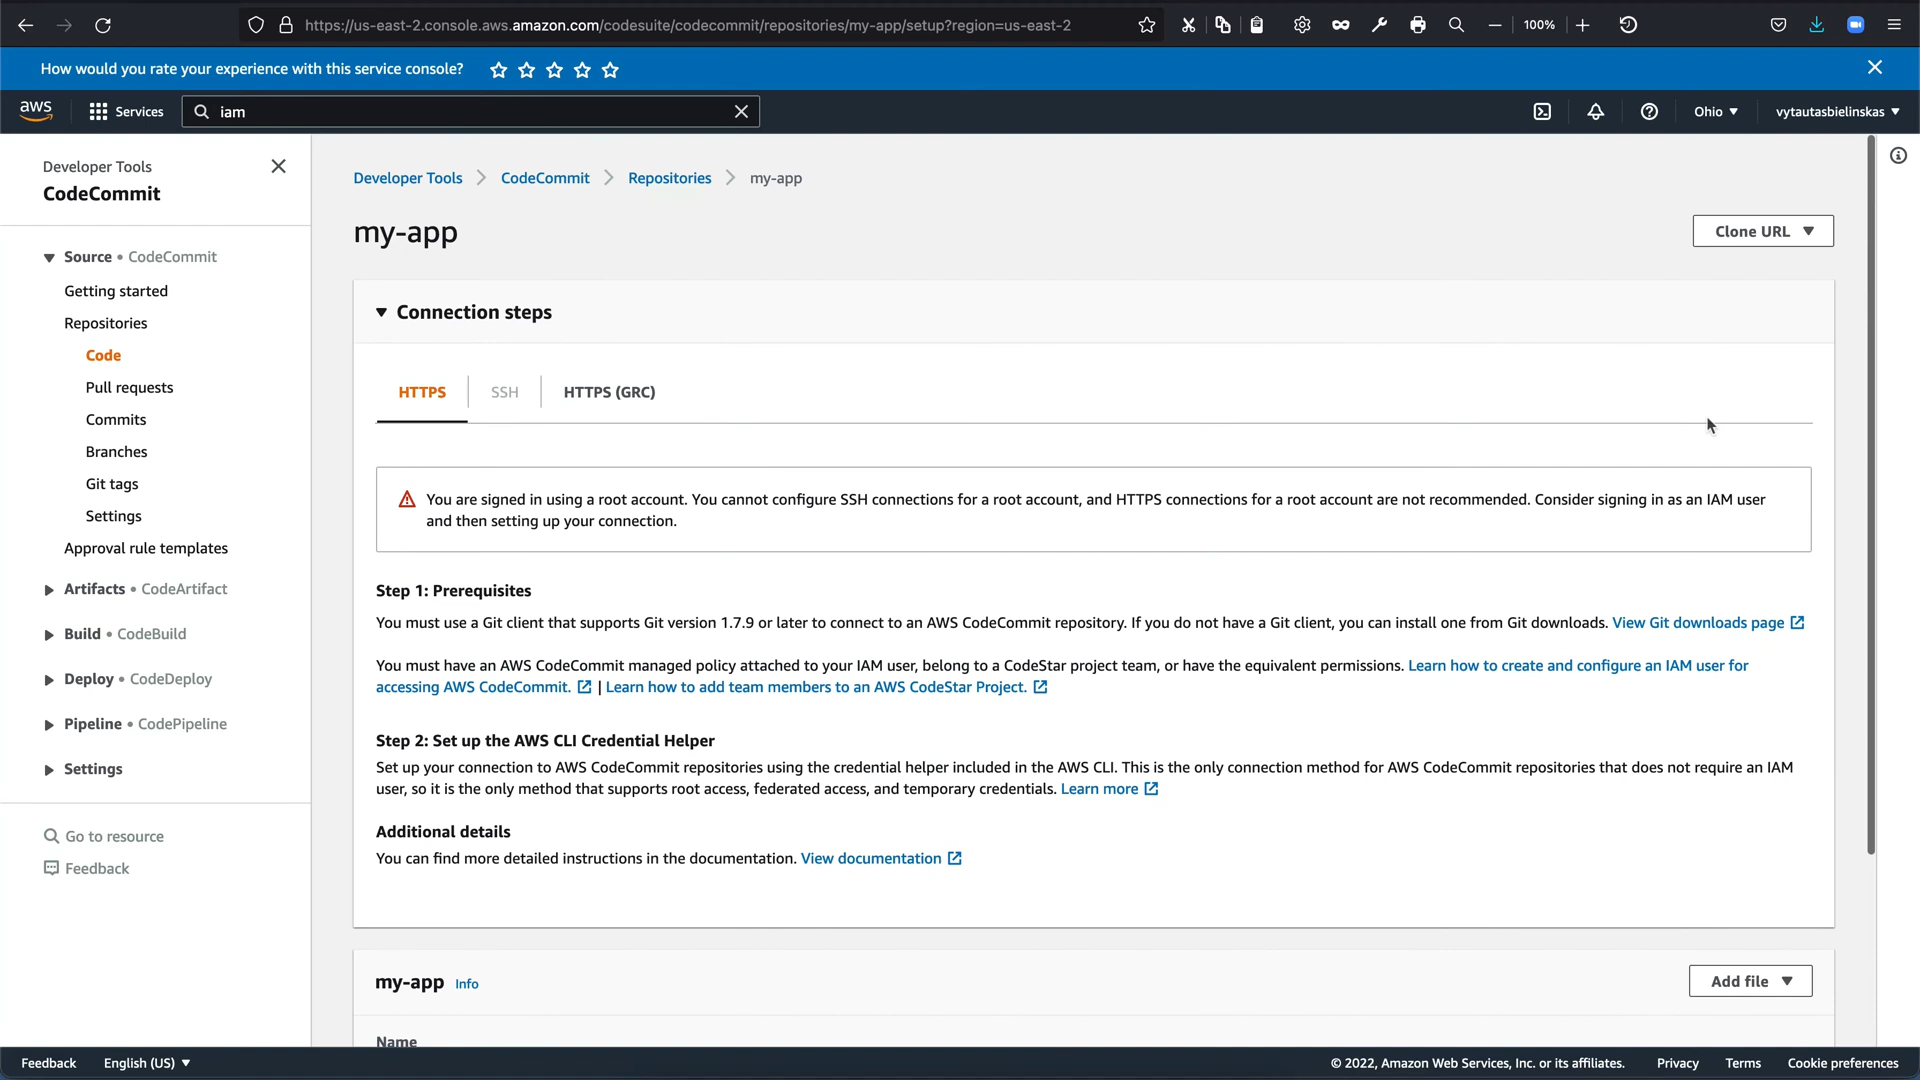 https://us-east-2.console.aws.amazon.com/codesuite/codecommit/repositories/my-app/setup?region=us-east-2
100%
How would you rate your experience with this service console?
aws
Services
iam
Ohio ▼
vytautasbielinskas ▼
Developer Tools
CodeCommit
Source • CodeCommit
Getting started
Repositories
Code
Pull requests
Commits
Branches
Git tags
Settings
Approval rule templates
Artifacts • CodeArtifact
Build • CodeBuild
Deploy • CodeDeploy
Pipeline • CodePipeline
Settings
Go to resource
Feedback
Developer Tools > CodeCommit > Repositories > my-app
my-app
Clone URL ▼
Connection steps
HTTPS
SSH
HTTPS (GRC)
You are signed in using a root account. You cannot configure SSH connections for a root account, and HTTPS connections for a root account are not recommended. Consider signing in as an IAM user
and then setting up your connection.
Step 1: Prerequisites
You must use a Git client that supports Git version 1.7.9 or later to connect to an AWS CodeCommit repository. If you do not have a Git client, you can install one from Git downloads. View Git downloads page
You must have an AWS CodeCommit managed policy attached to your IAM user, belong to a CodeStar project team, or have the equivalent permissions. Learn how to create and configure an IAM user for
accessing AWS CodeCommit. | Learn how to add team members to an AWS CodeStar Project.
Step 2: Set up the AWS CLI Credential Helper
Set up your connection to AWS CodeCommit repositories using the credential helper included in the AWS CLI. This is the only connection method for AWS CodeCommit repositories that does not require an IAM
user, so it is the only method that supports root access, federated access, and temporary credentials. Learn more
Additional details
You can find more detailed instructions in the documentation. View documentation
my-app Info
Add file ▼
Name
Feedback
English (US) ▼
© 2022, Amazon Web Services, Inc. or its affiliates.
Privacy
Terms
Cookie preferences